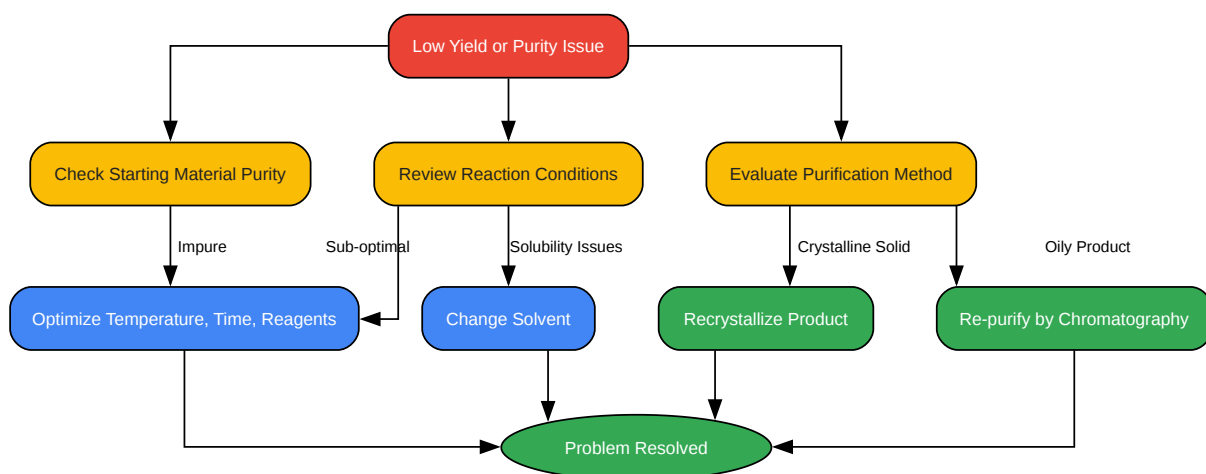 Low Yield or Purity Issue
Check Starting Material Purity
Review Reaction Conditions
Evaluate Purification Method
Impure
Sub-optimal
Solubility Issues
Crystalline Solid
Oily Product
Optimize Temperature, Time, Reagents
Change Solvent
Recrystallize Product
Re-purify by Chromatography
Problem Resolved